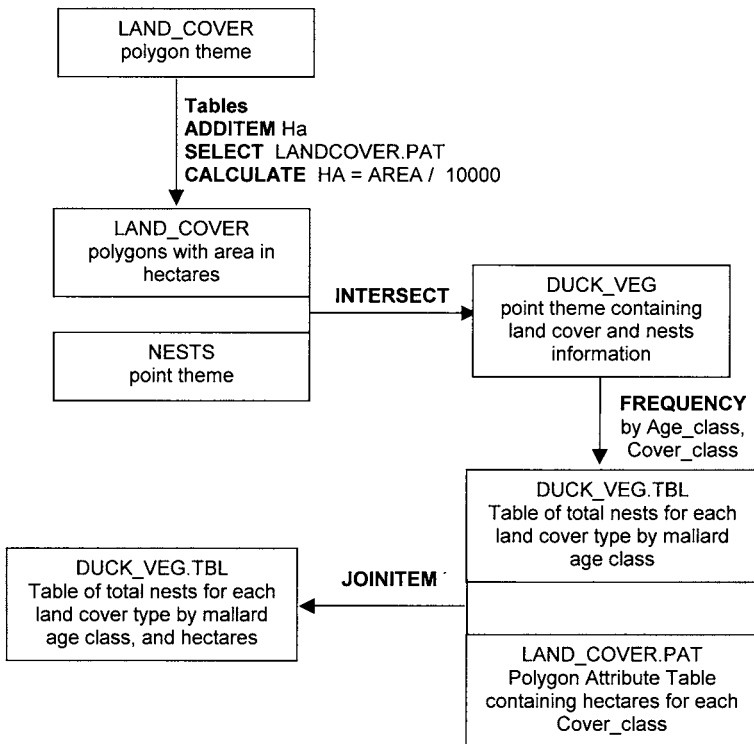 LAND_COVER
polygon theme
Tables
ADDITEM Ha
SELECT LANDCOVER.PAT
CALCULATE HA = AREA / 10000
LAND_COVER
polygons with area in
hectares
NESTS
point theme
INTERSECT
DUCK_VEG
point theme containing
land cover and nests
information
FREQUENCY
by Age_class,
Cover_class
DUCK_VEG.TBL
Table of total nests for each
land cover type by mallard
age class
JOINITEM
DUCK_VEG.TBL
Table of total nests for each
land cover type by mallard
age class, and hectares
LAND_COVER.PAT
Polygon Attribute Table
containing hectares for each
Cover_class